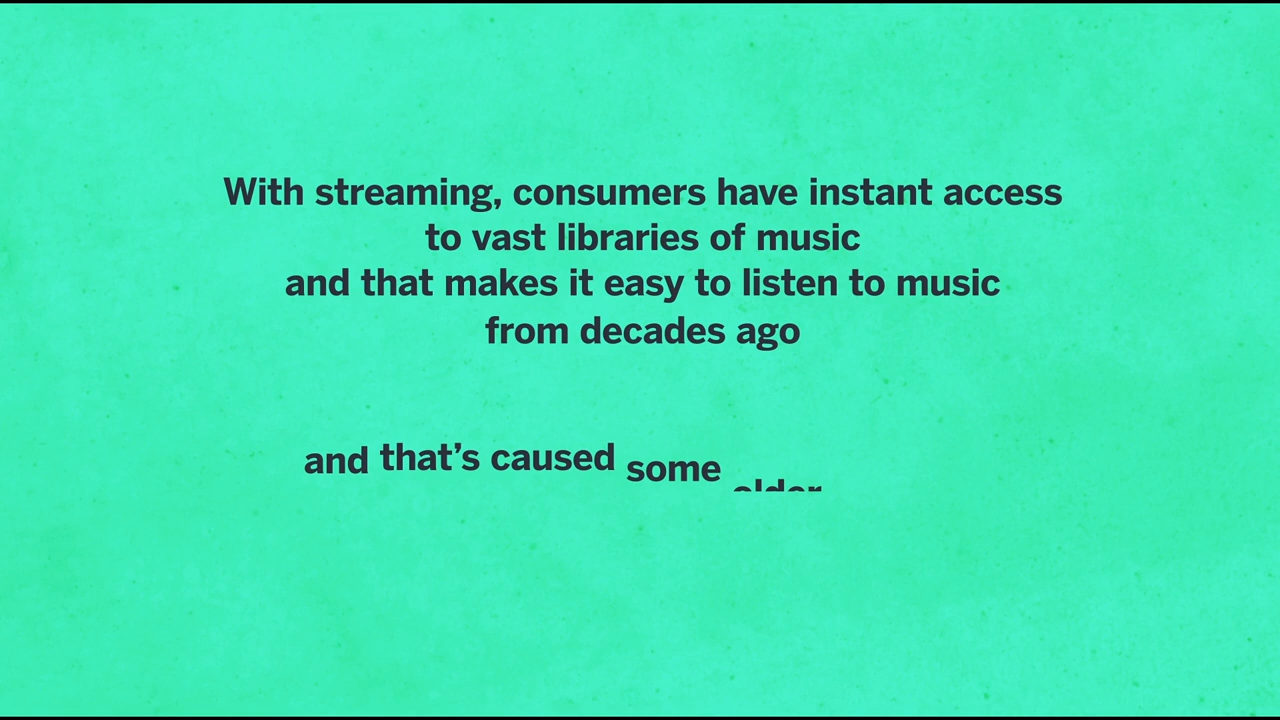 With streaming, consumers have instant access
to vast libraries of music
and that makes it easy to listen to music
from decades ago
and that’s caused some older